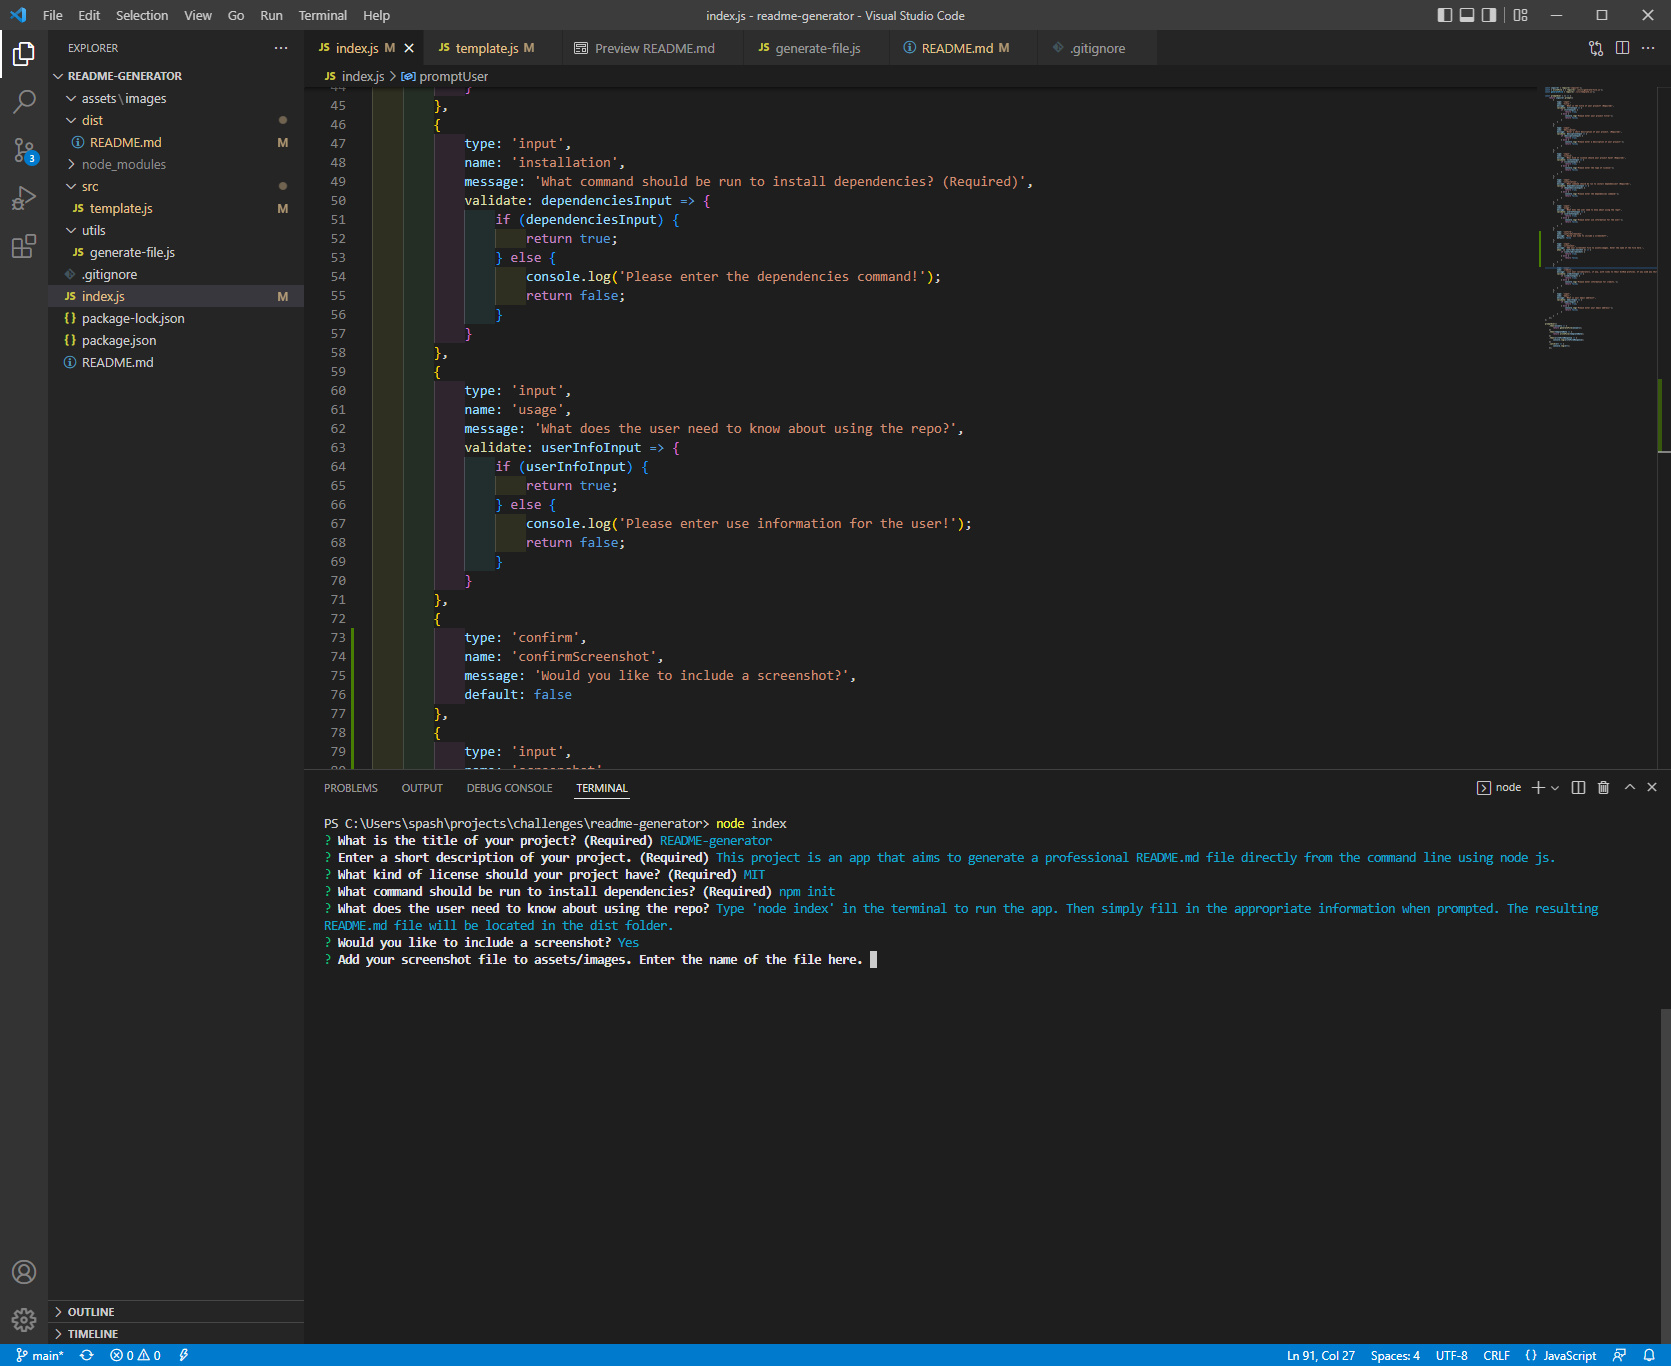 File Edit Selection View Go Run Terminal Help
index.js - readme-generator - Visual Studio Code
EXPLORER
README-GENERATOR
assets\images
dist
README.md M
node_modules
src
JS template.js M
utils
JS generate-file.js
.gitignore
JS index.js M
{} package-lock.json
{} package.json
README.md
OUTLINE
TIMELINE
3
JS index.js M
JS template.js M
Preview README.md
JS generate-file.js
README.md M
.gitignore
JS index.js > promptUser
44 }
45 },
46 {
47 type: 'input',
48 name: 'installation',
49 message: 'What command should be run to install dependencies? (Required)',
50 validate: dependenciesInput => {
51 if (dependenciesInput) {
52 return true;
53 } else {
54 console.log('Please enter the dependencies command!');
55 return false;
56 }
57 }
58 },
59 {
60 type: 'input',
61 name: 'usage',
62 message: 'What does the user need to know about using the repo?',
63 validate: userInfoInput => {
64 if (userInfoInput) {
65 return true;
66 } else {
67 console.log('Please enter use information for the user!');
68 return false;
69 }
70 }
71 },
72 {
73 type: 'confirm',
74 name: 'confirmScreenshot',
75 message: 'Would you like to include a screenshot?',
76 default: false
77 },
78 {
79 type: 'input',
80 name: 'screenshot'
PROBLEMS OUTPUT DEBUG CONSOLE TERMINAL
node
PS C:\Users\spash\projects\challenges\readme-generator> node index
? What is the title of your project? (Required) README-generator
? Enter a short description of your project. (Required) This project is an app that aims to generate a professional README.md file directly from the command line using node js.
? What kind of license should your project have? (Required) MIT
? What command should be run to install dependencies? (Required) npm init
? What does the user need to know about using the repo? Type 'node index' in the terminal to run the app. Then simply fill in the appropriate information when prompted. The resulting
README.md file will be located in the dist folder.
? Would you like to include a screenshot? Yes
? Add your screenshot file to assets/images. Enter the name of the file here.
main* 0 0
Ln 91, Col 27 Spaces: 4 UTF-8 CRLF {} JavaScript